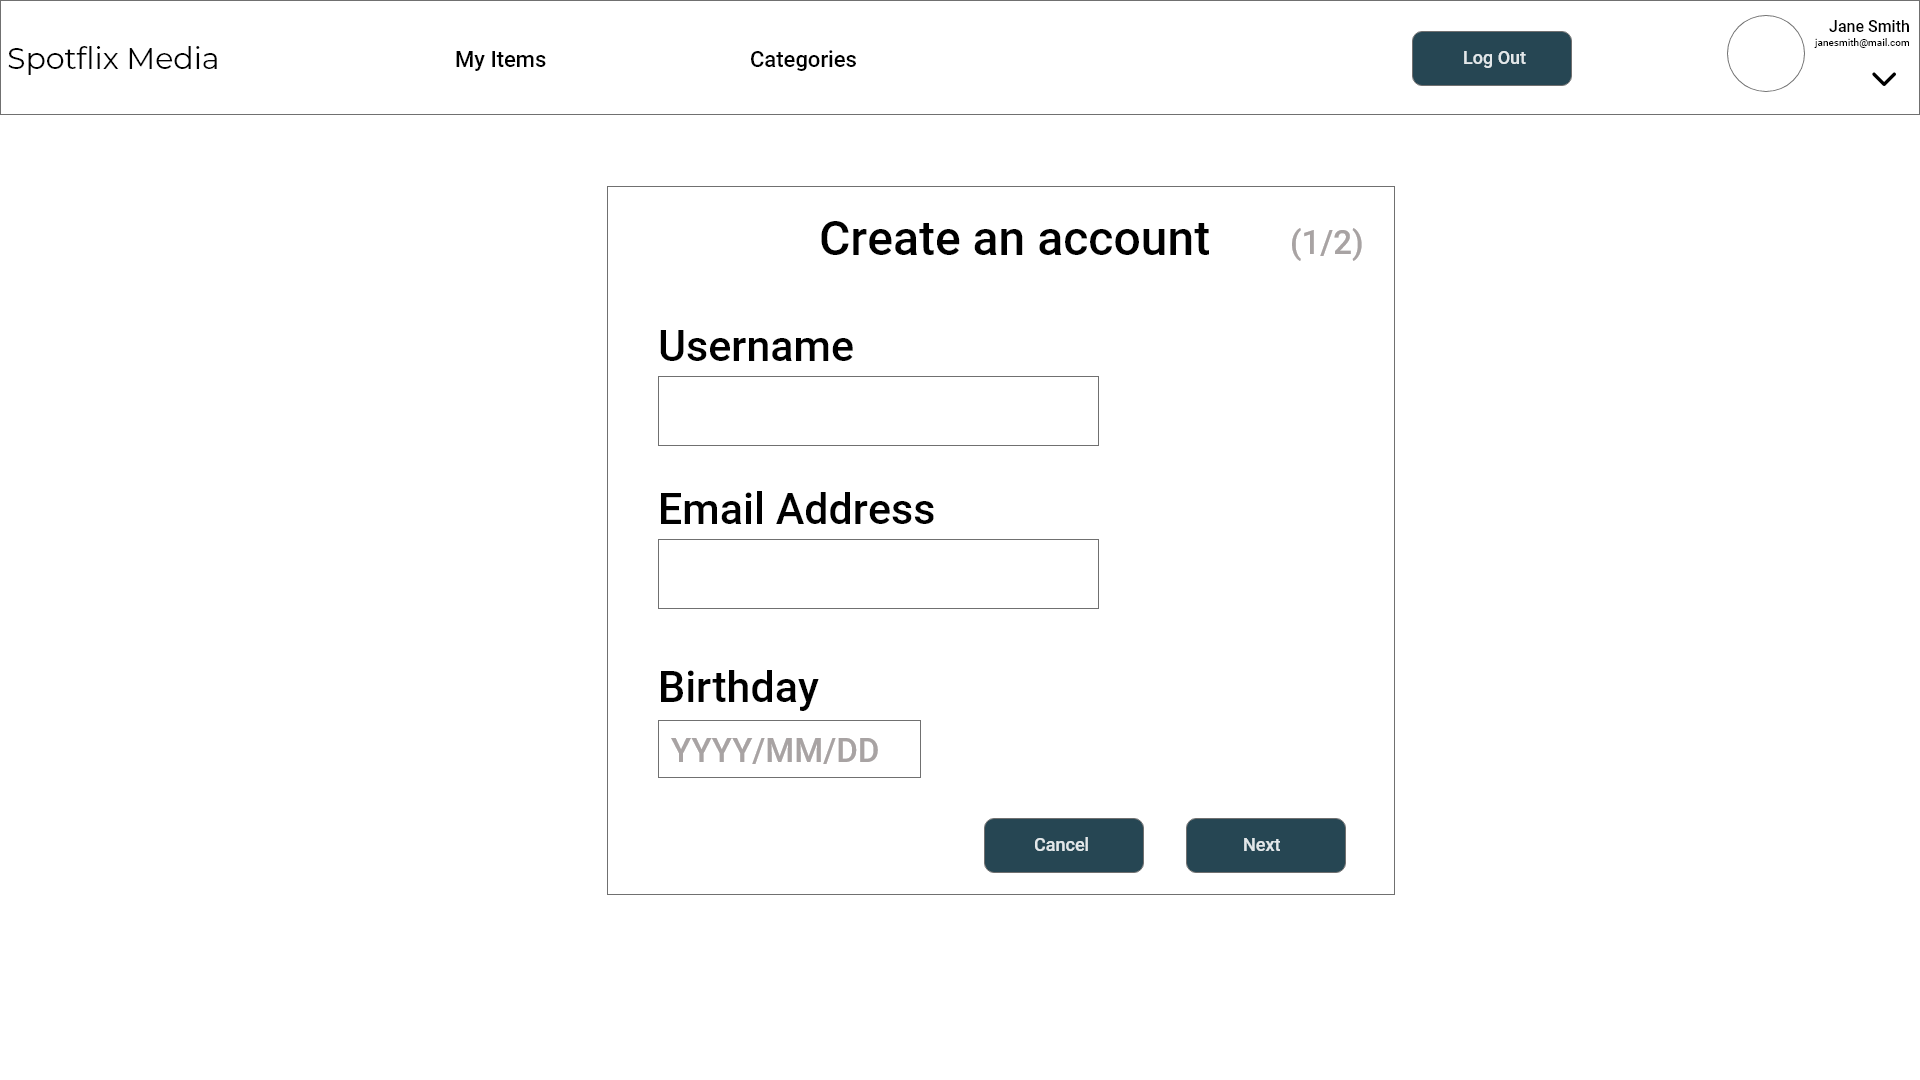 Spotflix Media
My Items
Categories
Log Out
Jane Smith
janesmith@mail.com
Create an account
(1/2)
Username
Email Address
Birthday
YYYY/MM/DD
Cancel
Next